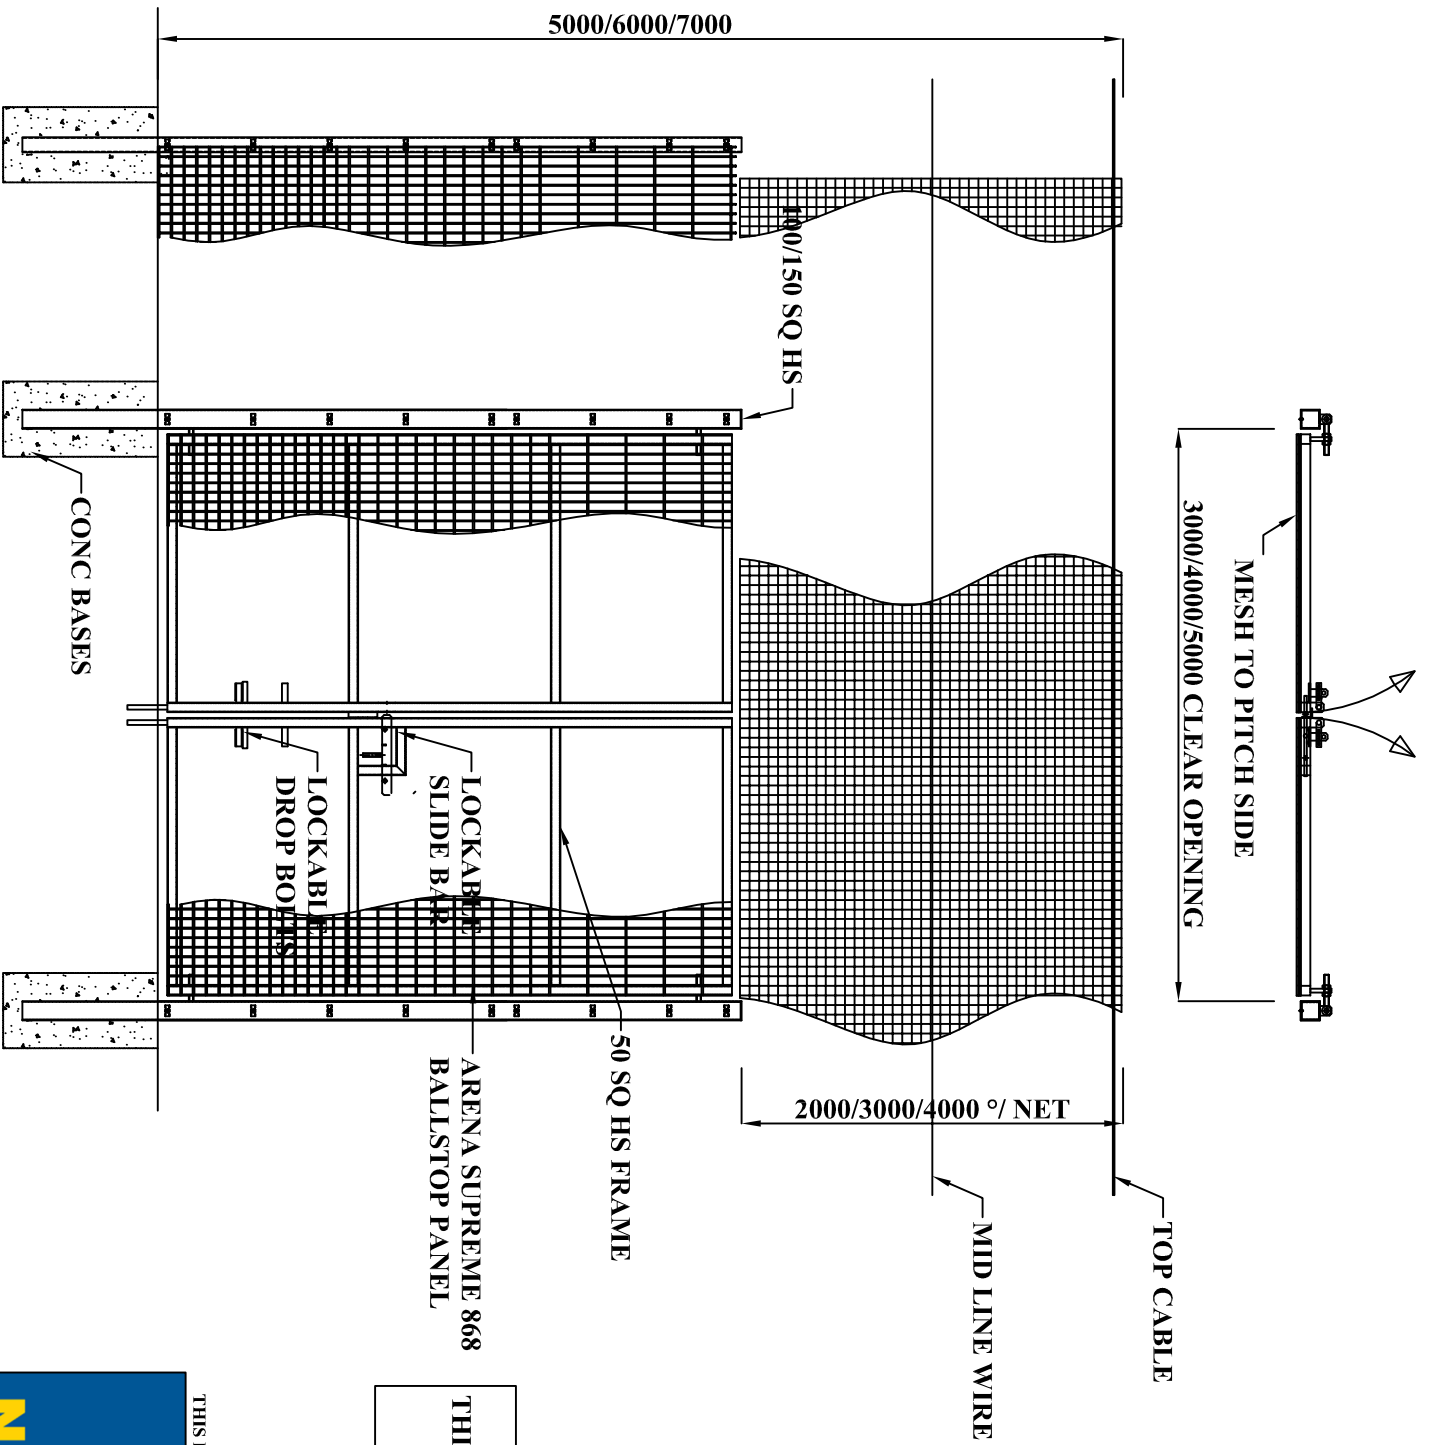 5000/6000/7000
100/150 SQ HS
MESH TO PITCH SIDE
3000/4000/5000 CLEAR OPENING
CONC BASES
LOCKABLE
SLIDE BAR
LOCKABLE
DROP BOLTS
50 SQ HS FRAME
ARENA SUPREME 868
BALLSTOP PANEL
2000/3000/4000 °/ NET
TOP CABLE
MID LINE WIRE
THIS
THI
N